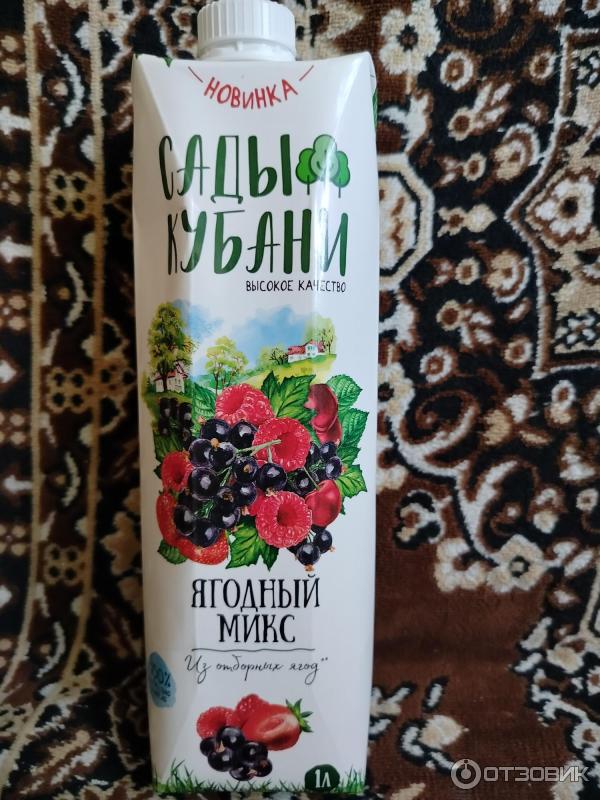 НОВИНКА
САДЫ
КУБАНИ
ВЫСОКОЕ КАЧЕСТВО
ЯГОДНЫЙ
МИКС
Из отборных ягод**
1л
ОТЗОВИК